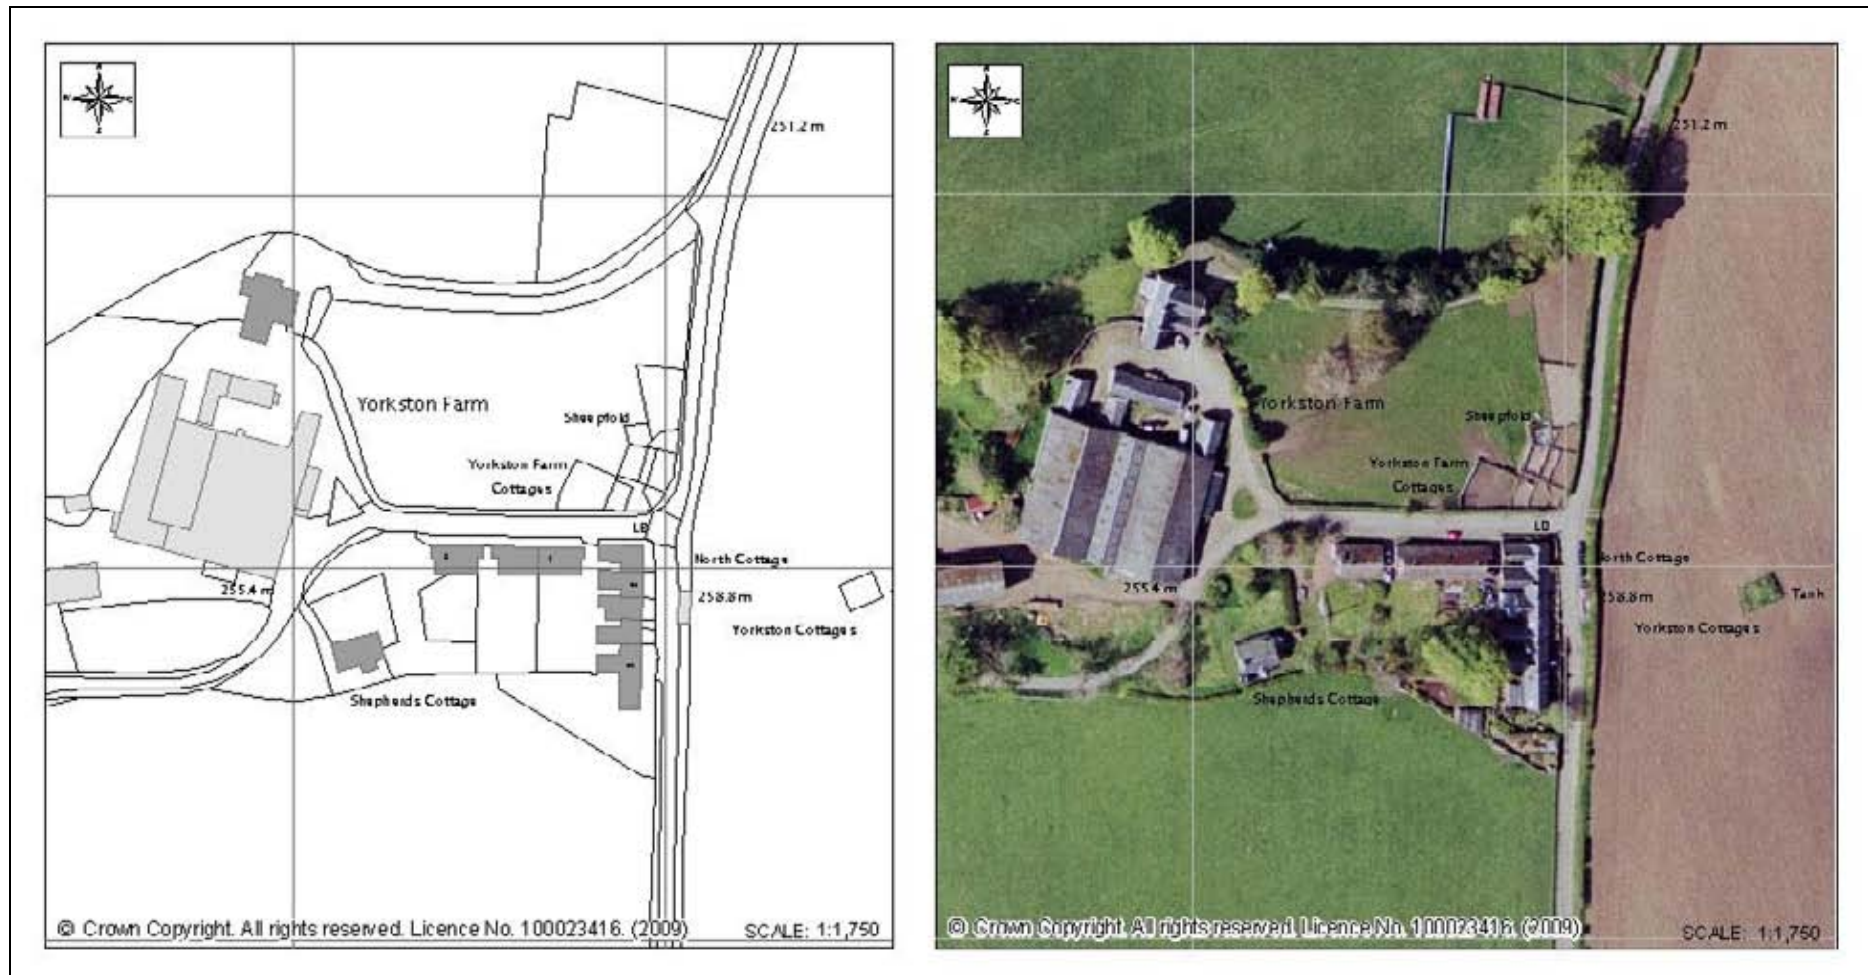 251.2 m
Yorkston Farm
Sheepfold
Yorkston Farm
Cottages
LB
North Cottage
255.4 m
258.8 m
Yorkston Cottages
Shepherds Cottage
© Crown Copyright. All rights reserved. Licence No. 100023416. (2009)
SCALE: 1:1,750
251.2 m
Yorkston Farm
Sheepfold
Yorkston Farm
Cottages
LB
North Cottage
255.4 m
258.8 m
Tank
Yorkston Cottages
Shepherds Cottage
© Crown Copyright. All rights reserved. Licence No. 100023416. (2009)
SCALE: 1:1,750